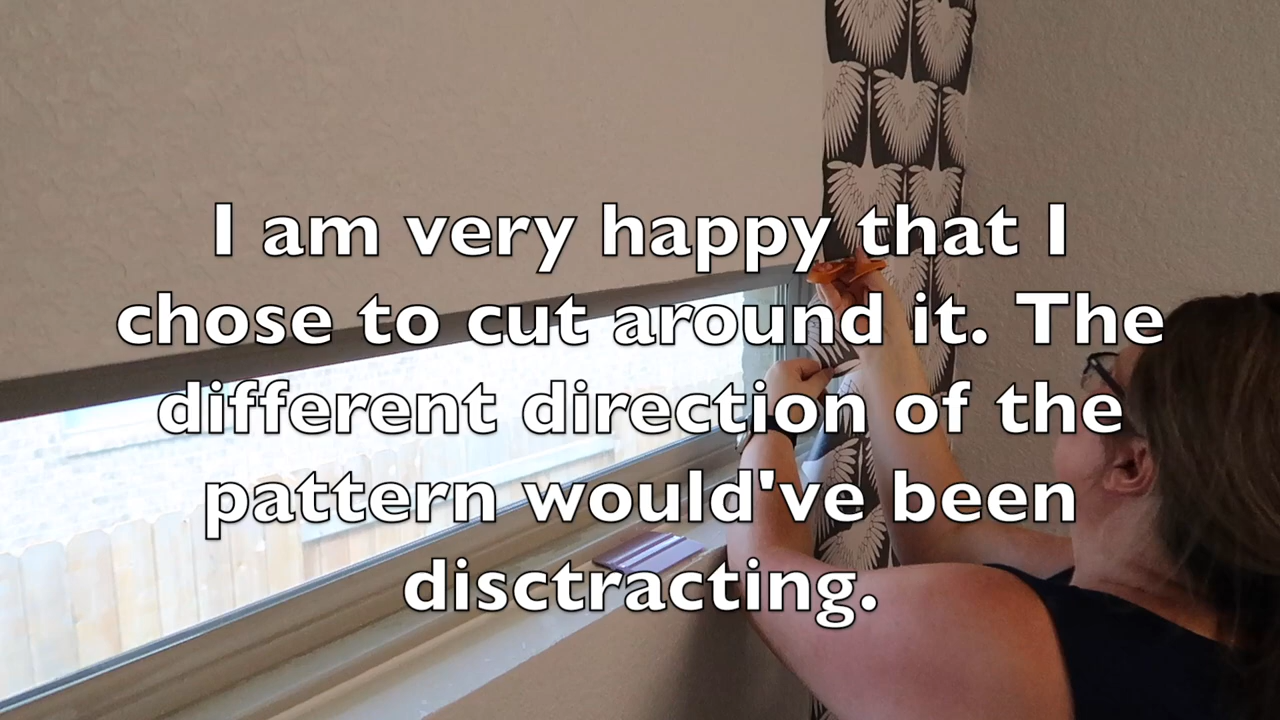 I am very happy that I
chose to cut around it. The
different direction of the
pattern would've been
disctracting.